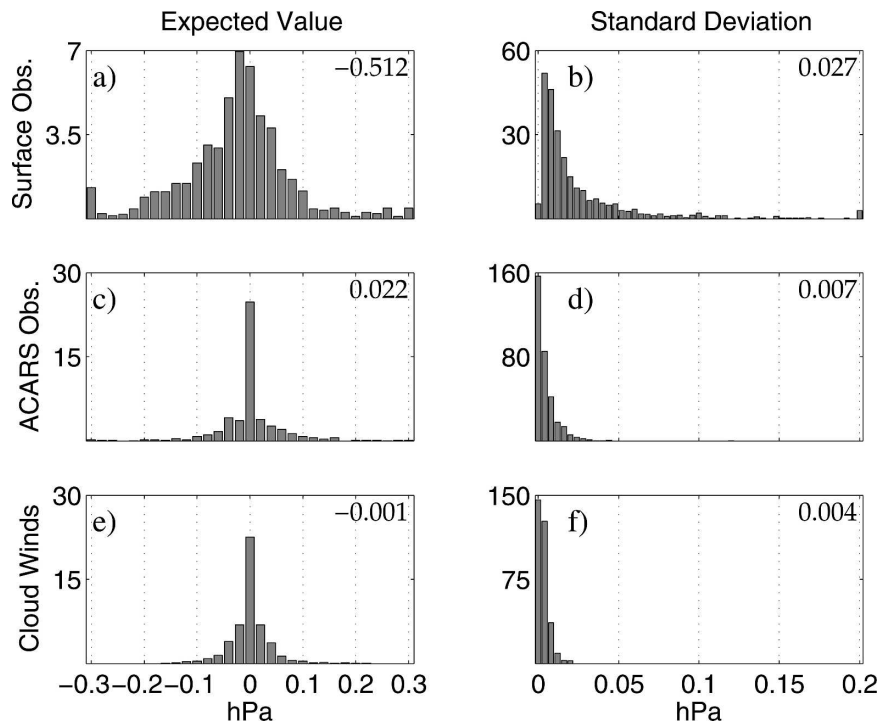 Expected Value
Standard Deviation
Surface Obs.
7
3.5
a)
−0.512
60
30
b)
0.027
ACARS Obs.
30
15
c)
0.022
160
80
d)
0.007
Cloud Winds
30
15
e)
−0.001
150
75
f)
0.004
−0.3 −0.2 −0.1 0 0.1 0.2 0.3
0 0.05 0.1 0.15 0.2
hPa
hPa